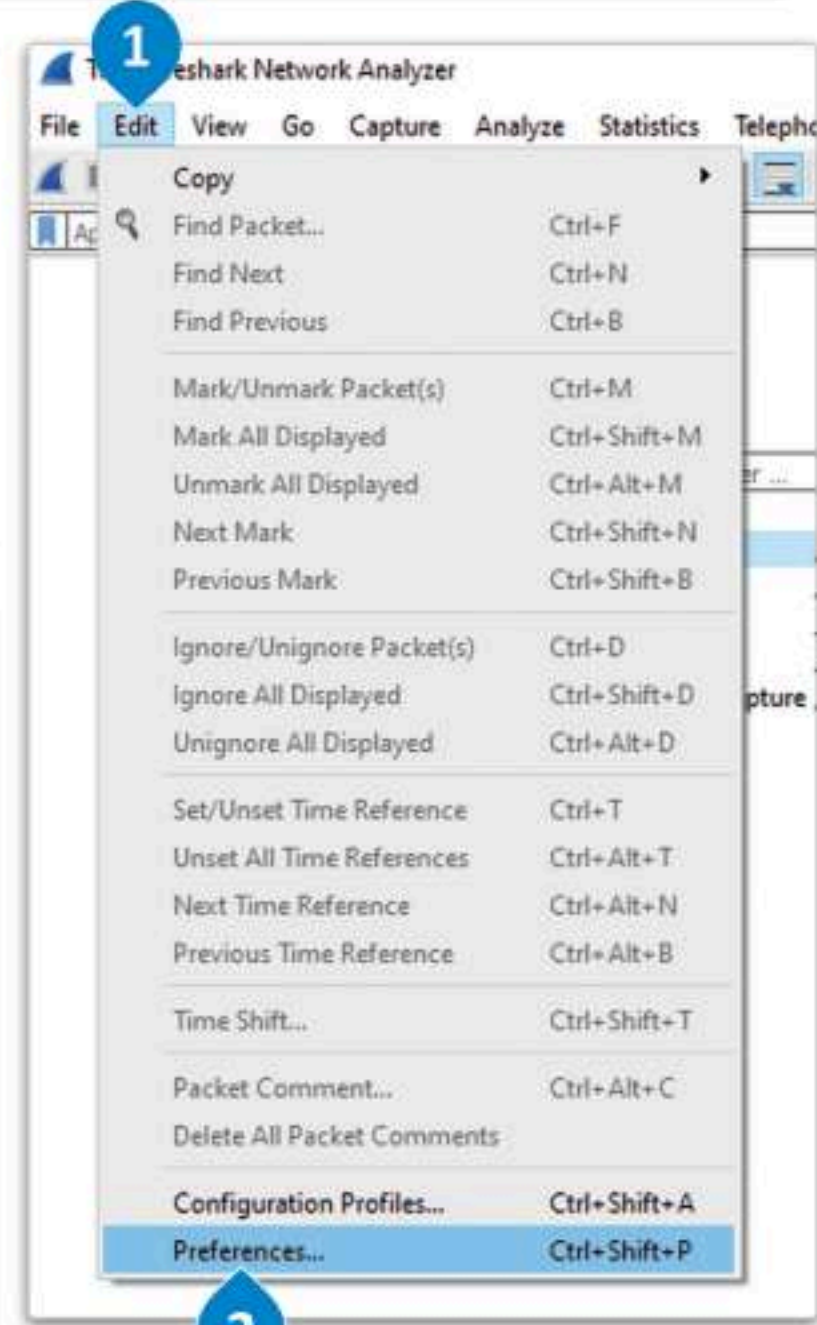 1
eshark Network Analyzer
File Edit View Go Capture Analyze Statistics Telepho
Copy
Find Packet... Ctrl+F
Find Next Ctrl+N
Find Previous Ctrl+B
Mark/Unmark Packet(s) Ctrl+M
Mark All Displayed Ctrl+Shift+M
Unmark All Displayed Ctrl+Alt+M
er ...
Next Mark Ctrl+Shift+N
Previous Mark Ctrl+Shift+B
Ignore/Unignore Packet(s) Ctrl+D
Ignore All Displayed Ctrl+Shift+D
pture
Unignore All Displayed Ctrl+Alt+D
Set/Unset Time Reference Ctrl+T
Unset All Time References Ctrl+Alt+T
Next Time Reference Ctrl+Alt+N
Previous Time Reference Ctrl+Alt+B
Time Shift... Ctrl+Shift+T
Packet Comment... Ctrl+Alt+C
Delete All Packet Comments
Configuration Profiles... Ctrl+Shift+A
Preferences... Ctrl+Shift+P